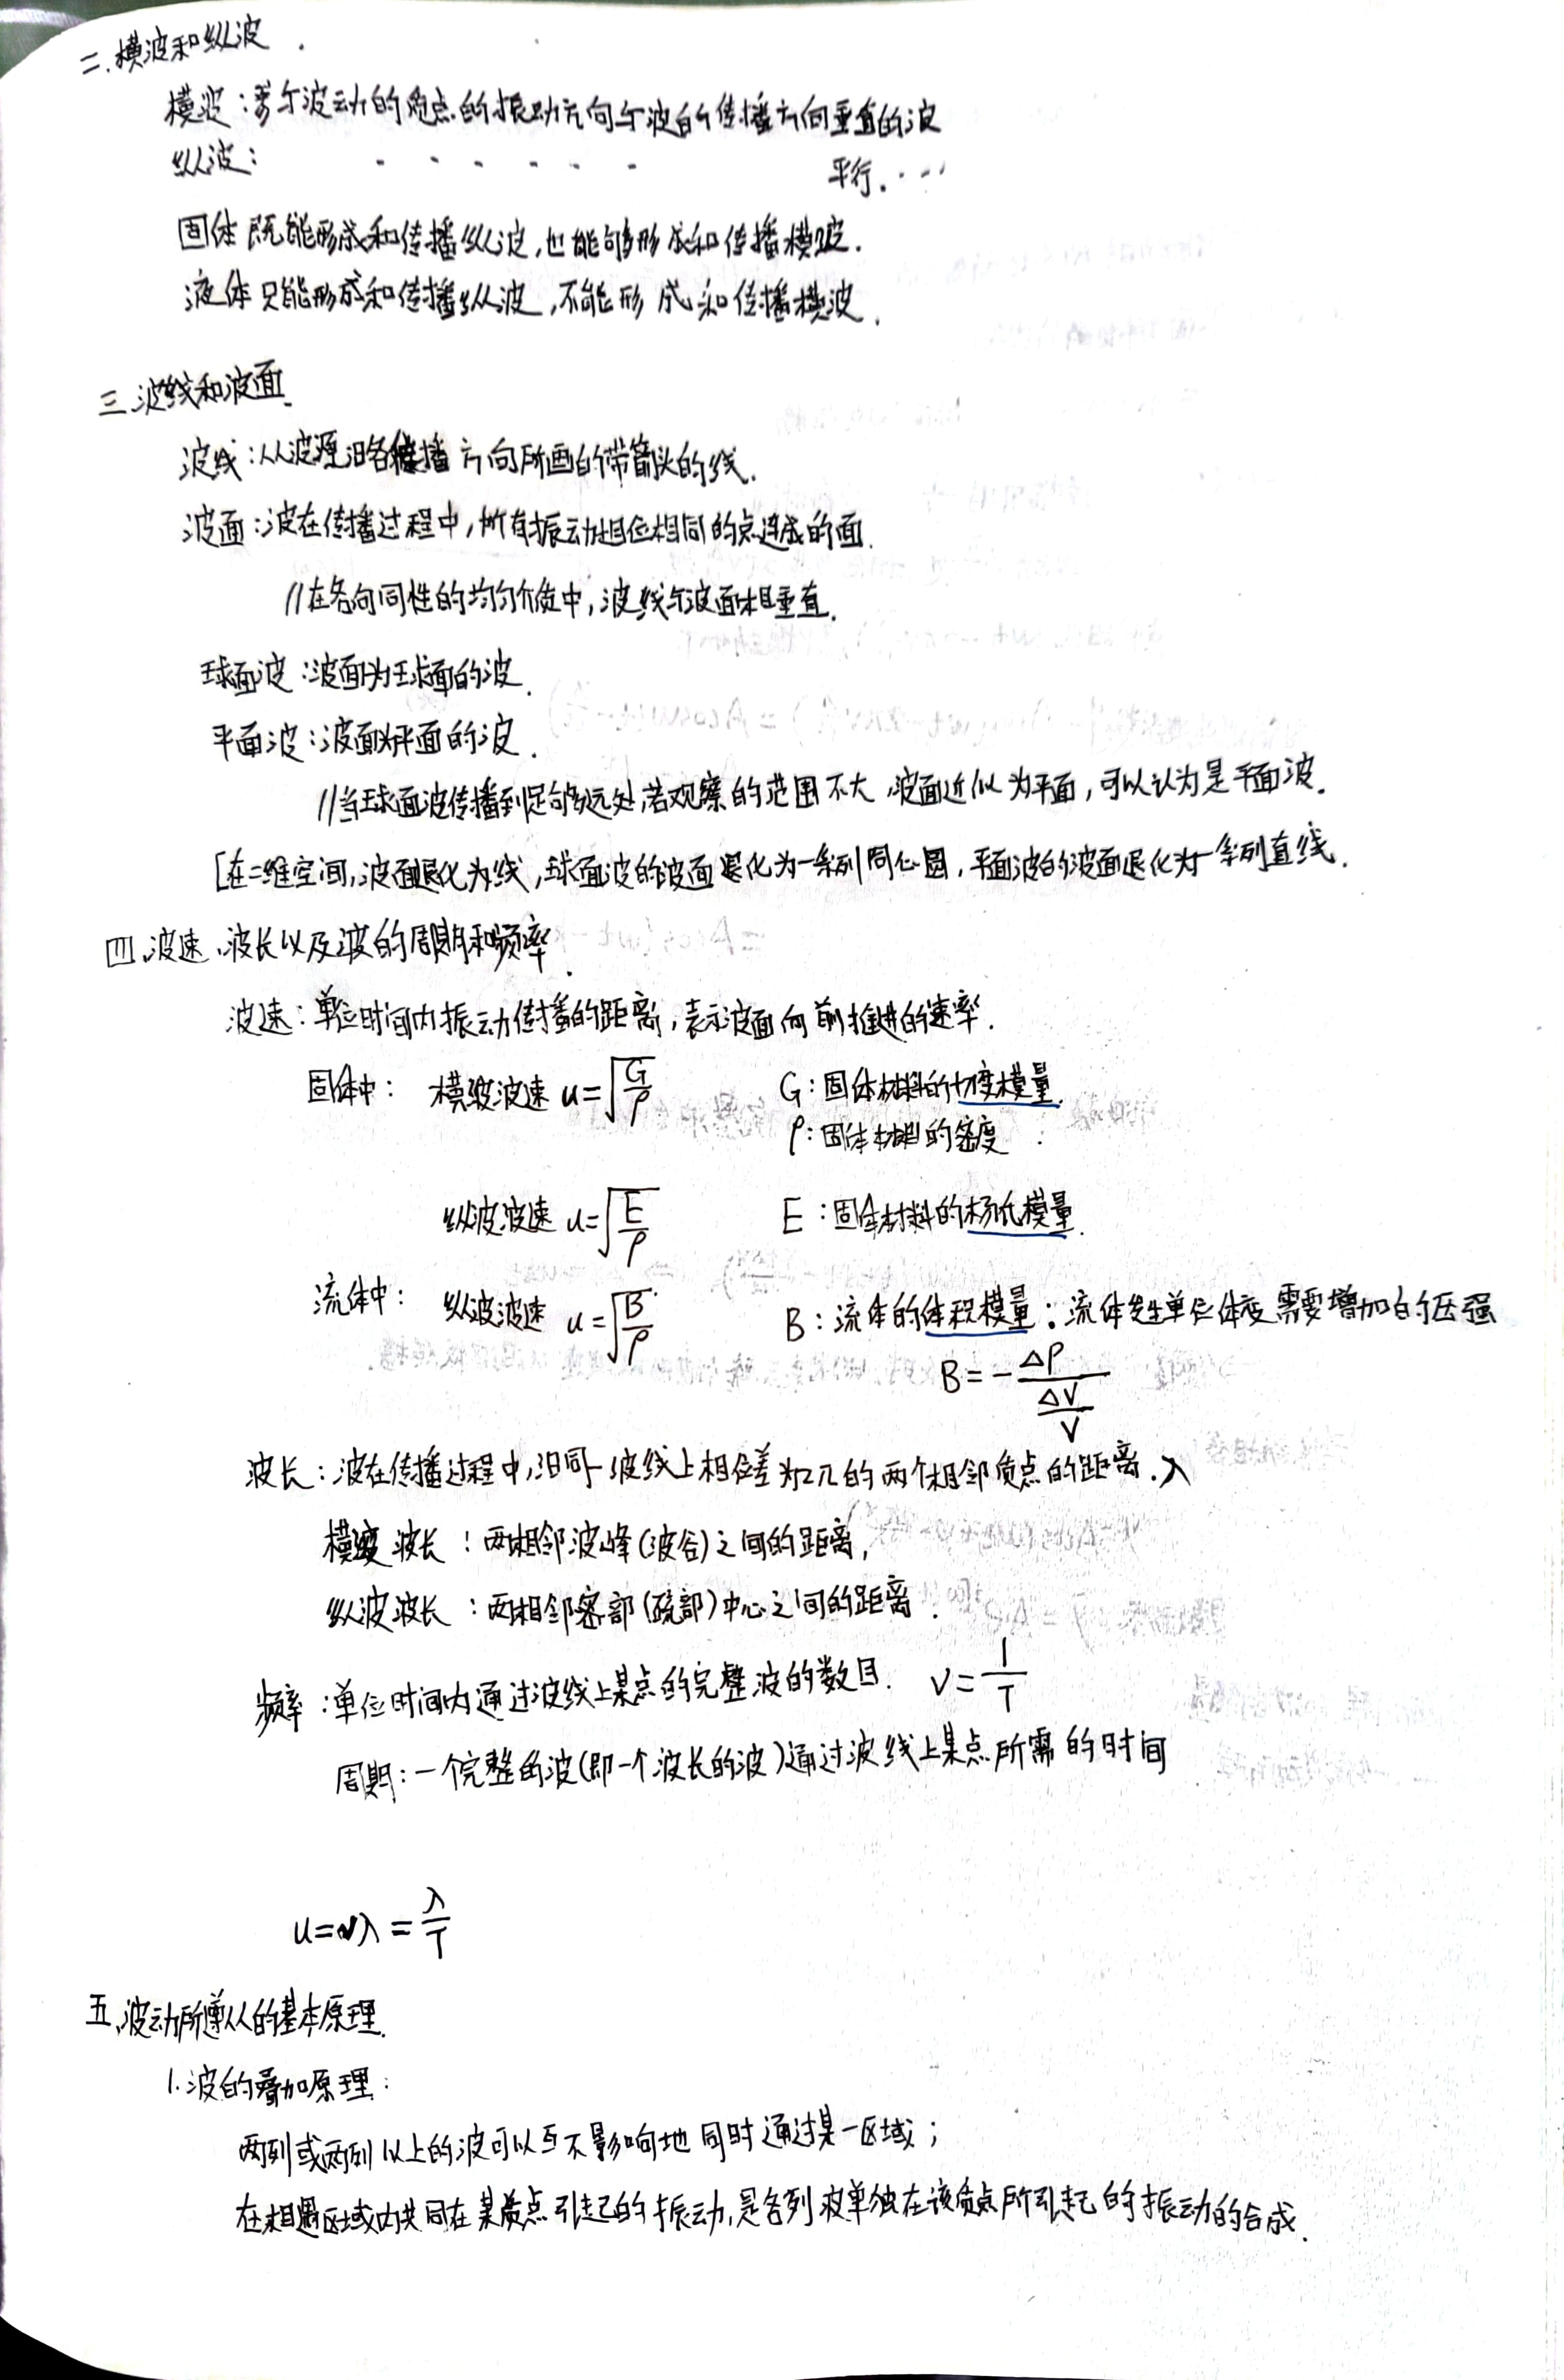 二.横波和纵波.
横波:参与波动的质点的振动方向与波的传播方向垂直的波
纵波: · · · · · · 平行....
固体既能形成和传播纵波,也能够形成和传播横波.
液体只能形成和传播纵波,不能形成和传播横波.
三.波线和波面.
波线:从波源沿各传播方向所画的带箭头的线.
波面:波在传播过程中,所有振动相位相同的点连成的面.
//在各向同性的均匀介质中,波线与波面相垂直.
球面波:波面为球面的波.
平面波:波面为平面的波.
//当球面波传播到足够远处,若观察的范围不大,波面近似为平面,可以认为是平面波.
[在二维空间,波面退化为线,球面波的波面退化为一系列同心圆,平面波的波面退化为一系列直线.
四.波速、波长以及波的周期和频率.
波速:单位时间内振动传播的距离,表示波面向前推进的速率.
固体中: 横波波速 u=√(G/ρ) G:固体材料的切变模量.
ρ:固体材料的密度.
纵波波速 u=√(E/ρ) E:固体材料的杨氏模量.
流体中: 纵波波速 u=√(B/ρ) B:流体的体积模量:流体发生单位体变需要增加的压强
B=-ΔP/(ΔV/V)
波长:波在传播过程中,沿同一波线上相位差为2π的两个相邻质点的距离.λ
横波波长:两相邻波峰(波谷)之间的距离,
纵波波长:两相邻密部(疏部)中心之间的距离.
频率:单位时间内通过波线上某点的完整波的数目. ν=1/T
周期:一个完整的波(即一个波长的波)通过波线上某点所需的时间
u=νλ=λ/T
五.波动所遵从的基本原理.
1.波的叠加原理:
两列或两列以上的波可以互不影响地同时通过某一区域;
在相遇区域内共同在某质点引起的振动,是各列波单独在该质点所引起的振动的合成.